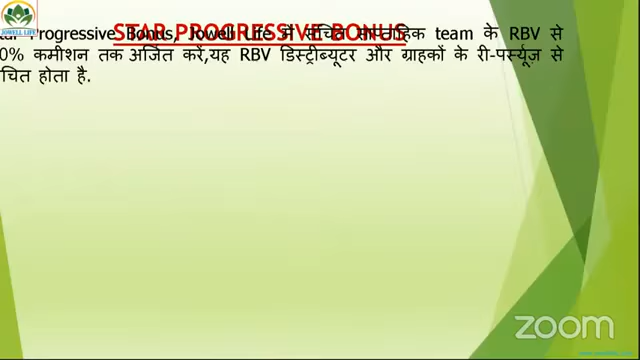 STAR PROGRESSIVE BONUS
Progressive Bonus, Jowell Life में संचित साप्ताहिक team के RBV से
0% कमीशन तक अर्जित करें,यह RBV डिस्ट्रीब्यूटर और ग्राहकों के री-पर्स्यूज़ से
चित होता है.
JOWELL LIFE
zoom